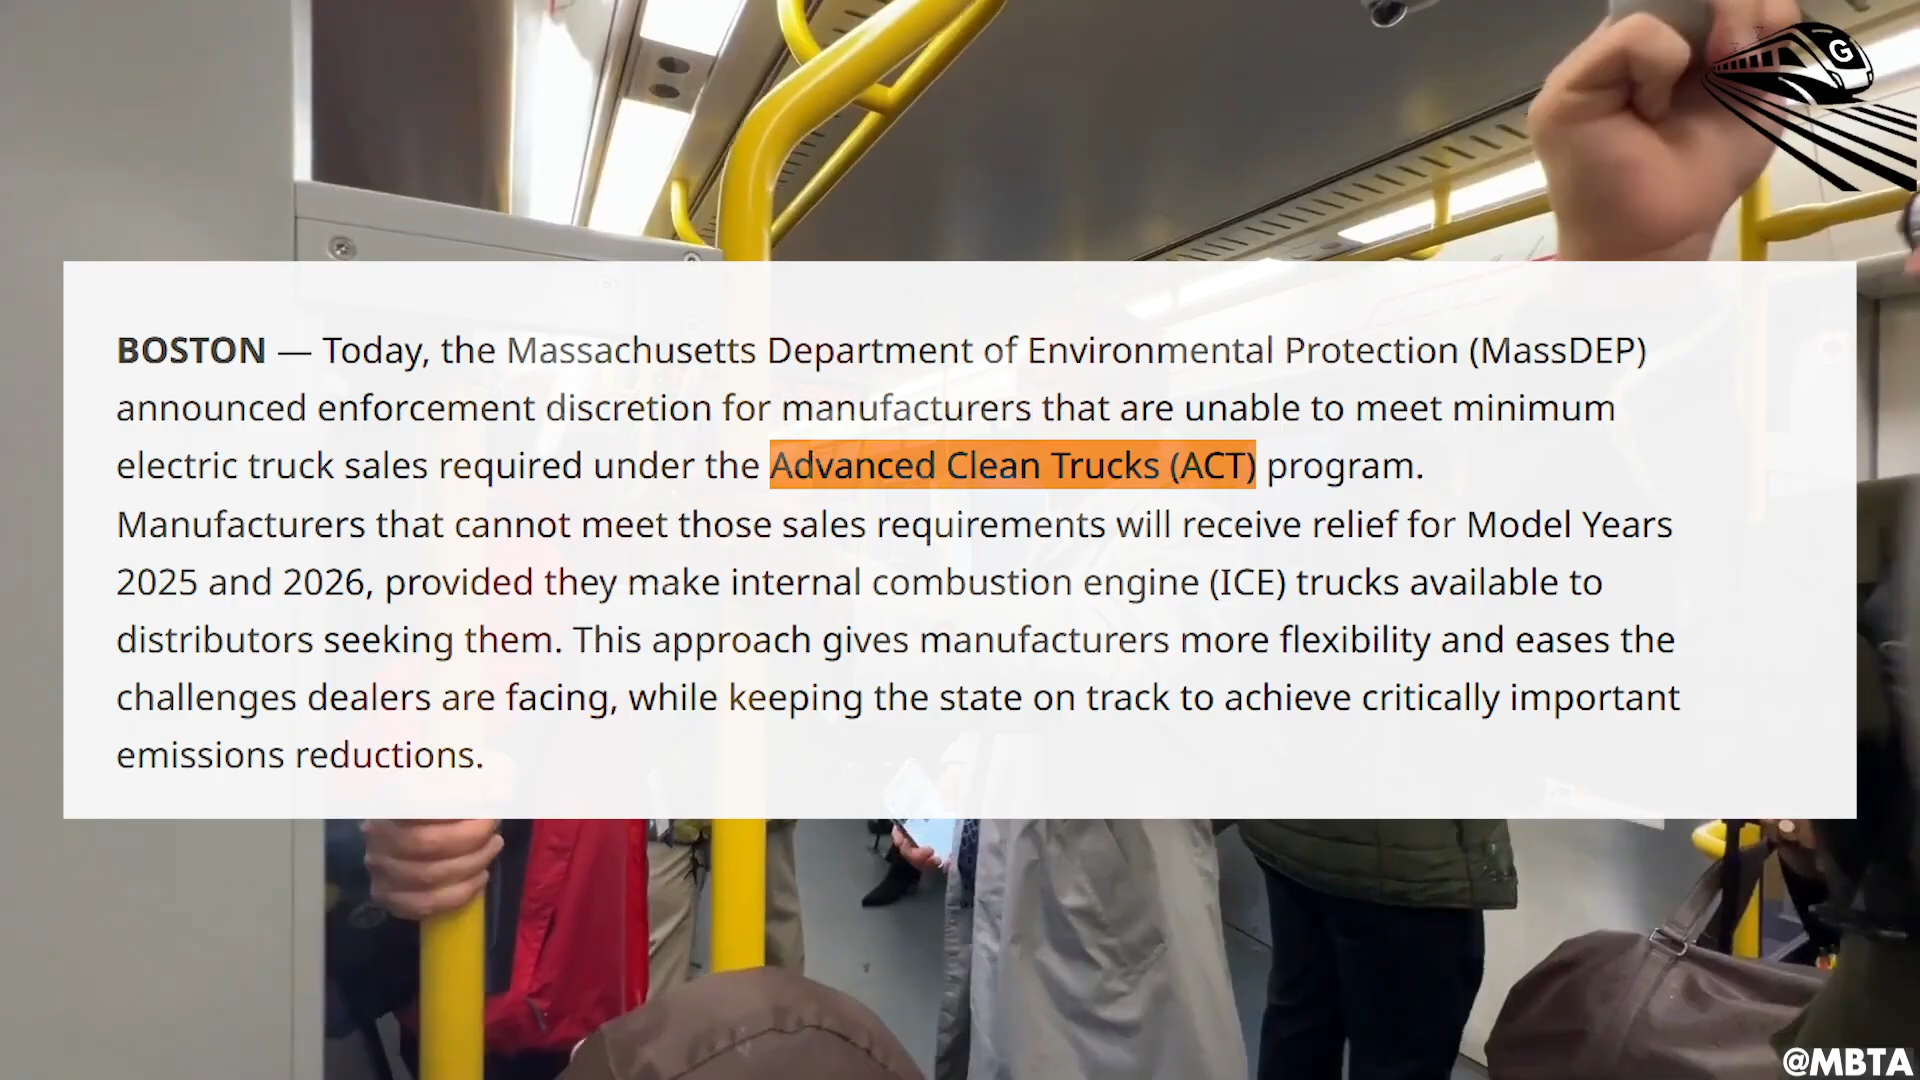 G
BOSTON — Today, the Massachusetts Department of Environmental Protection (MassDEP)
announced enforcement discretion for manufacturers that are unable to meet minimum
electric truck sales required under the Advanced Clean Trucks (ACT) program.
Manufacturers that cannot meet those sales requirements will receive relief for Model Years
2025 and 2026, provided they make internal combustion engine (ICE) trucks available to
distributors seeking them. This approach gives manufacturers more flexibility and eases the
challenges dealers are facing, while keeping the state on track to achieve critically important
emissions reductions.
@MBTA